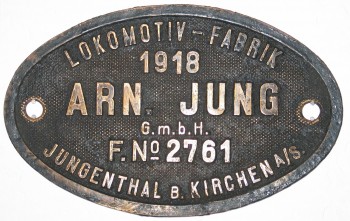 LOKOMOTIV-FABRIK
1918
ARN. JUNG
G.m.b.H.
F. No 2761
JUNGENTHAL B. KIRCHEN A/S.